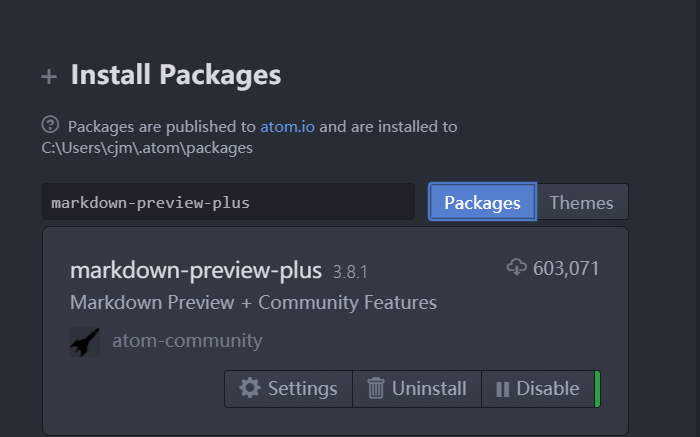 Install Packages
Packages are published to atom.io and are installed to
C:\Users\cjm\.atom\packages
markdown-preview-plus
Packages Themes
markdown-preview-plus 3.8.1 603,071
Markdown Preview + Community Features
atom-community
Settings Uninstall Disable